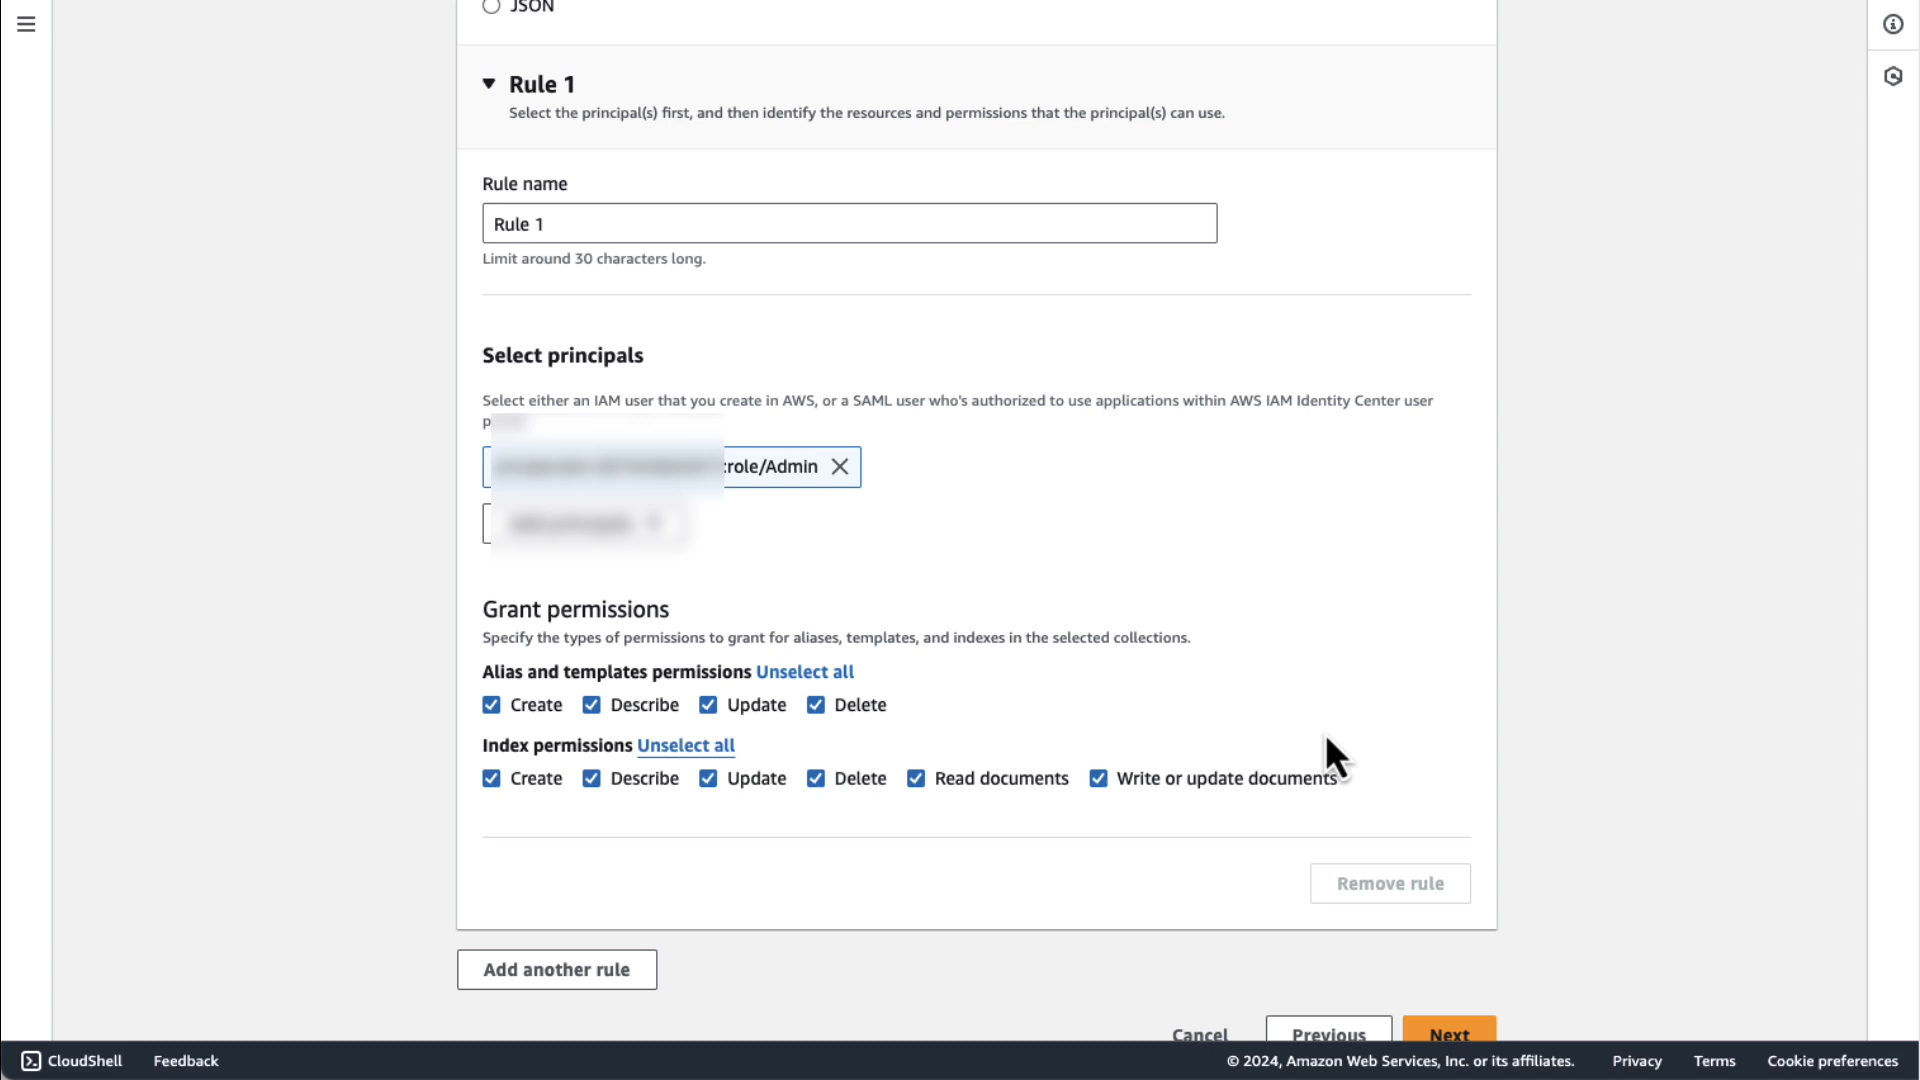 JSON
Rule 1
Select the principal(s) first, and then identify the resources and permissions that the principal(s) can use.
Rule name
Rule 1
Limit around 30 characters long.
Select principals
Select either an IAM user that you create in AWS, or a SAML user who's authorized to use applications within AWS IAM Identity Center user
:role/Admin
Grant permissions
Specify the types of permissions to grant for aliases, templates, and indexes in the selected collections.
Alias and templates permissions Unselect all
Create Describe Update Delete
Index permissions Unselect all
Create Describe Update Delete Read documents Write or update documents
Remove rule
Add another rule
Cancel Previous Next
CloudShell Feedback © 2024, Amazon Web Services, Inc. or its affiliates. Privacy Terms Cookie preferences